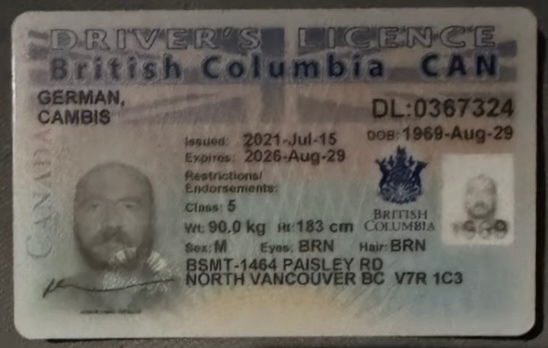 DRIVER'S LICENCE
British Columbia CAN
GERMAN,
CAMBIS
DL:0367324
Issued: 2021-Jul-15
DOB: 1969-Aug-29
Expires: 2026-Aug-29
Restrictions/
Endorsements:
Class: 5
Wt: 90.0 kg Ht: 183 cm
BRITISH
COLUMBIA
Sex: M Eyes: BRN Hair: BRN
BSMT-1464 PAISLEY RD
NORTH VANCOUVER BC V7R 1C3
CANADA
1969